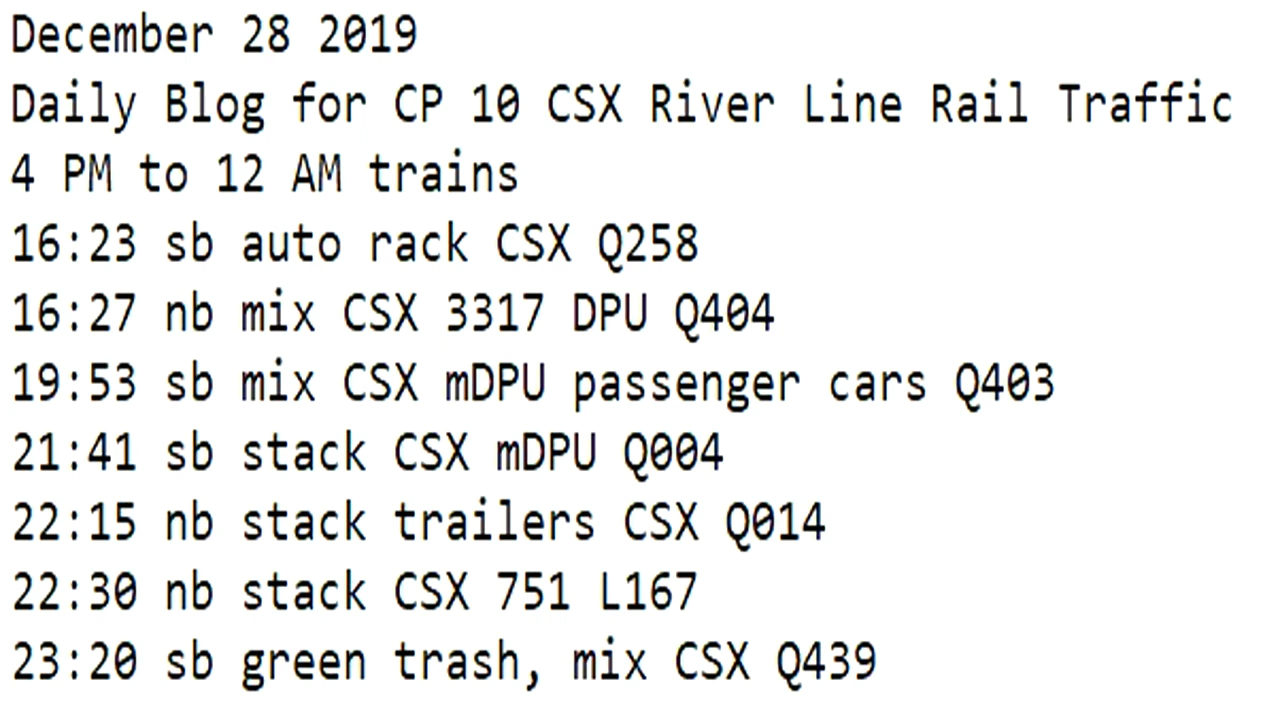 December 28 2019
Daily Blog for CP 10 CSX River Line Rail Traffic
4 PM to 12 AM trains
16:23 sb auto rack CSX Q258
16:27 nb mix CSX 3317 DPU Q404
19:53 sb mix CSX mDPU passenger cars Q403
21:41 sb stack CSX mDPU Q004
22:15 nb stack trailers CSX Q014
22:30 nb stack CSX 751 L167
23:20 sb green trash, mix CSX Q439